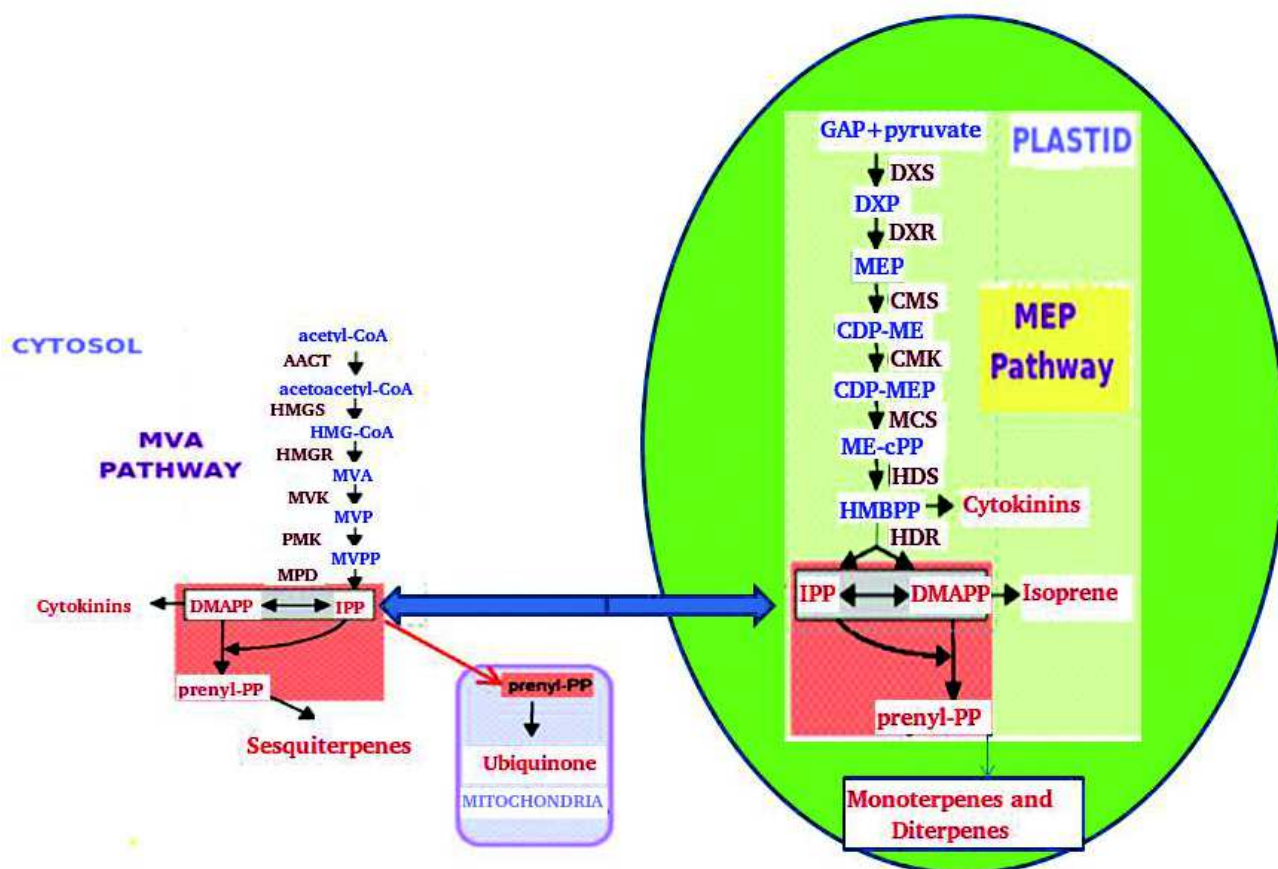 CYTOSOL
MVA
PATHWAY
acetyl-CoA
AACT
acetoacetyl-CoA
HMGS
HMG-CoA
HMGR
MVA
MVK
MVP
PMK
MVPP
MPD
Cytokinins
DMAPP
IPP
prenyl-PP
Sesquiterpenes
prenyl-PP
Ubiquinone
MITOCHONDRIA
GAP+pyruvate
PLASTID
DXS
DXP
DXR
MEP
CMS
CDP-ME
CMK
CDP-MEP
MCS
ME-cPP
HDS
HMBPP
Cytokinins
HDR
MEP
Pathway
IPP
DMAPP
Isoprene
prenyl-PP
Monoterpenes and
Diterpenes